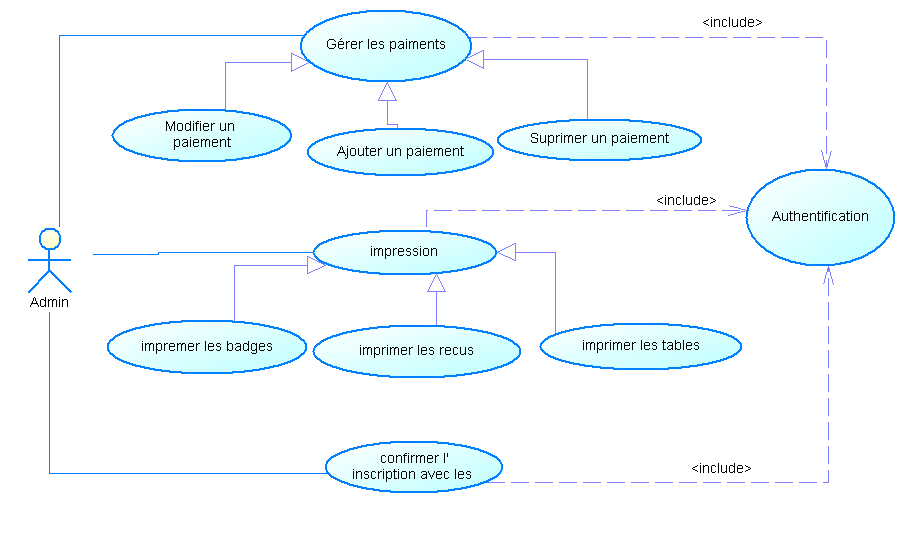 <include>
Gérer les paiments
Modifier un
paiement
Ajouter un paiement
Suprimer un paiement
<include>
Authentification
impression
Admin
impremer les badges
imprimer les recus
imprimer les tables
confirmer l'
inscription avec les
<include>